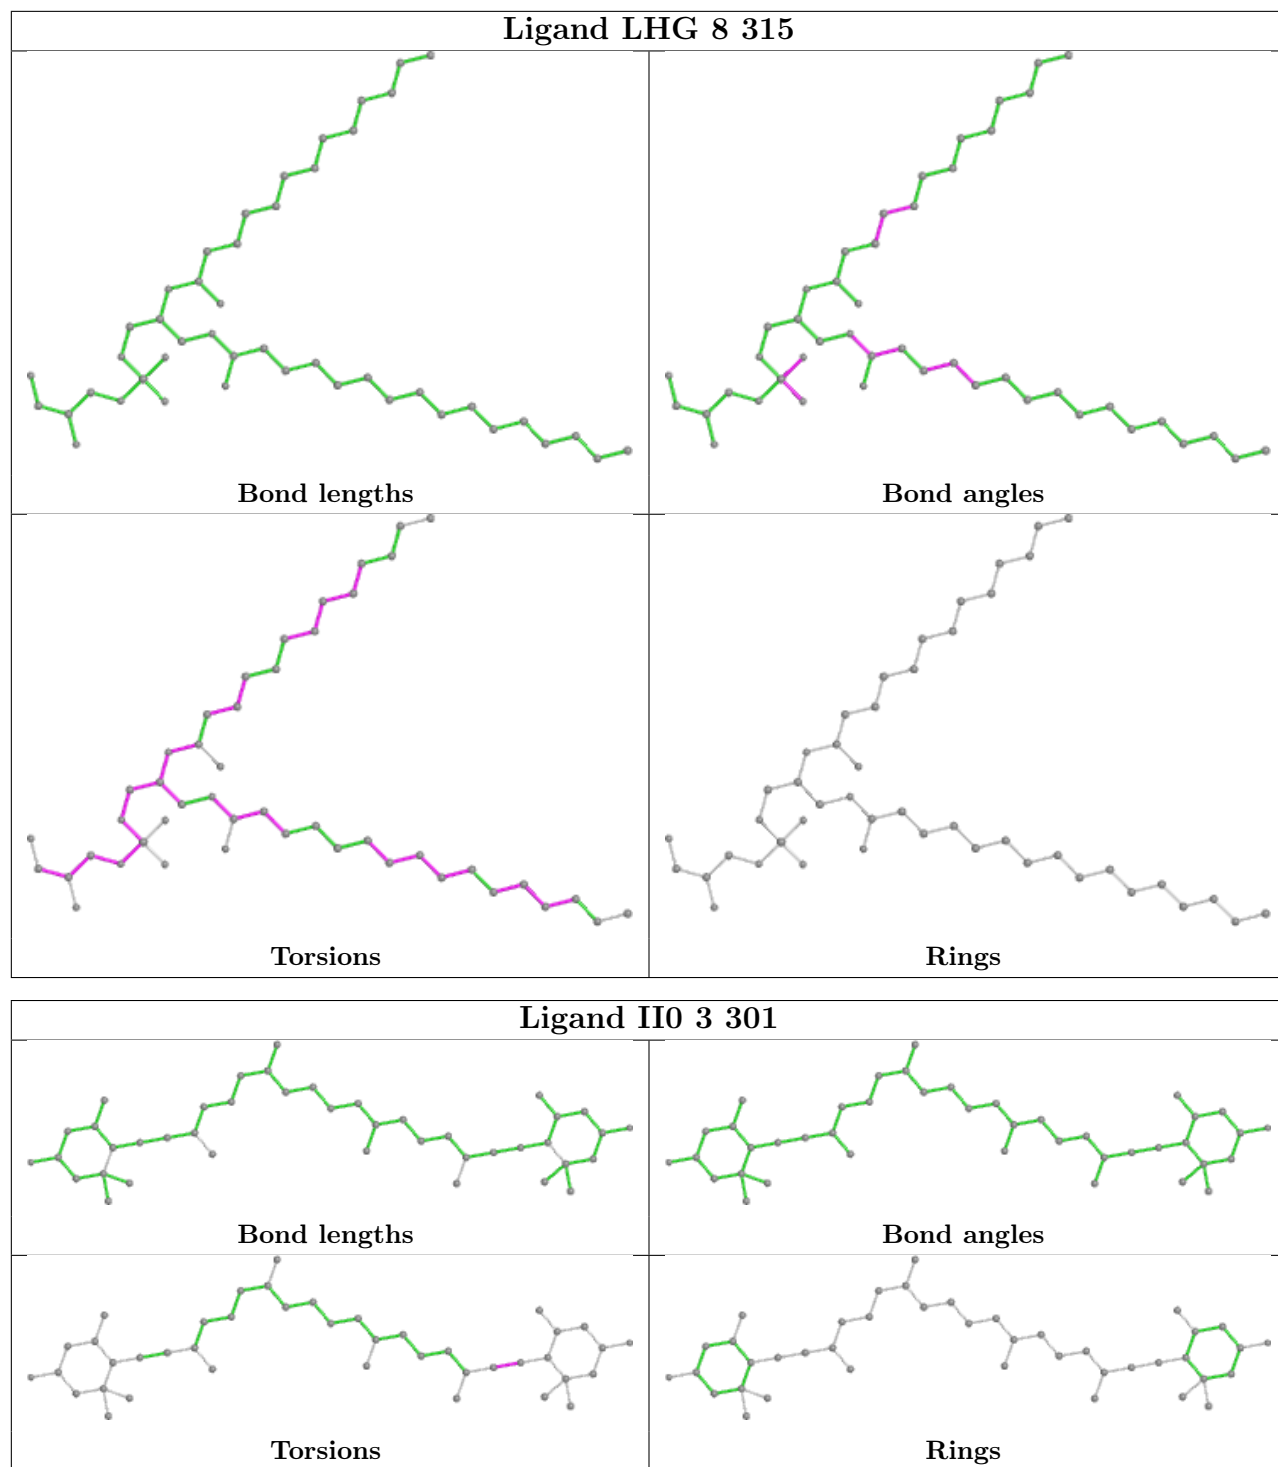 Ligand LHG 8 315
Bond lengths
Bond angles
Torsions
Rings
Ligand II0 3 301
Bond lengths
Bond angles
Torsions
Rings